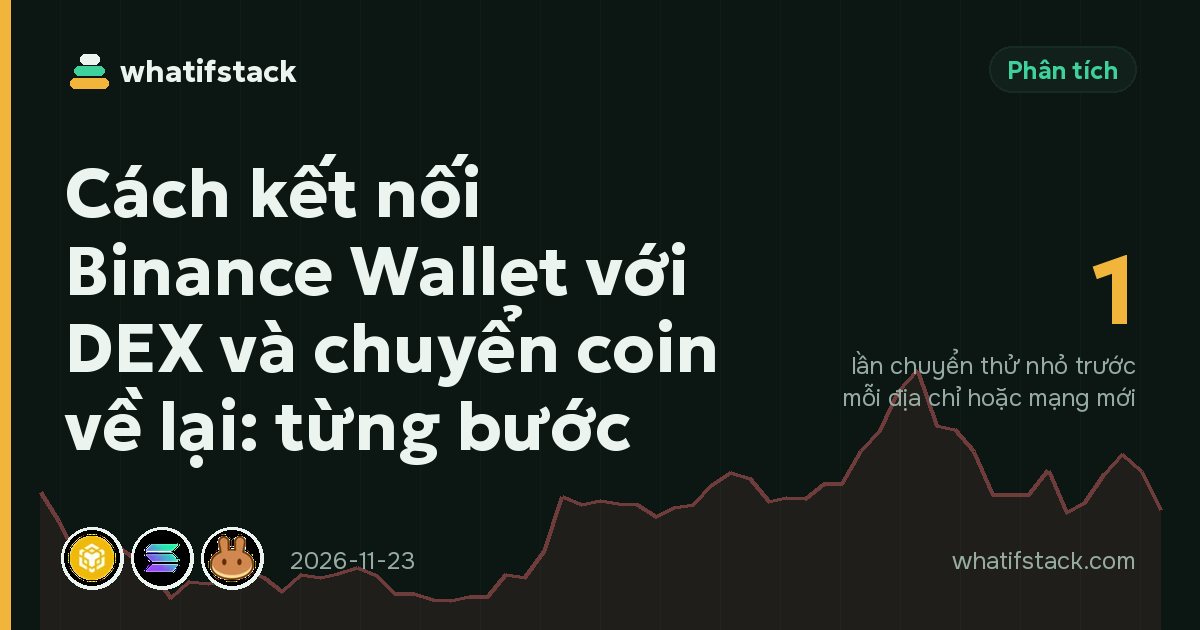 whatifstack
Phân tích
Cách kết nối
Binance Wallet với
DEX và chuyển coin
về lại: từng bước
1
lần chuyển thử nhỏ trước
mỗi địa chỉ hoặc mạng mới
2026-11-23
whatifstack.com